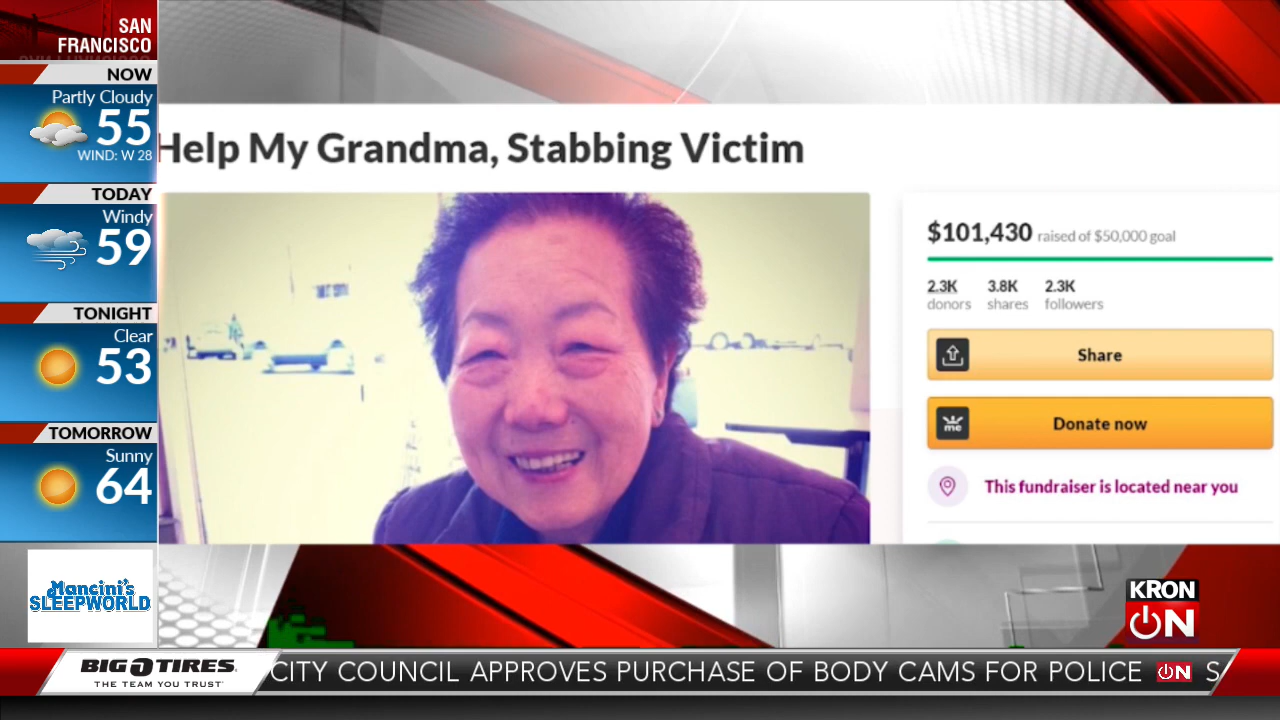 SAN
FRANCISCO
NOW
Partly Cloudy
55
WIND: W 28
TODAY
Windy
59
TONIGHT
Clear
53
TOMORROW
Sunny
64
Mancini's
SLEEPWORLD
Help My Grandma, Stabbing Victim
$101,430 raised of $50,000 goal
2.3K 3.8K 2.3K
donors shares followers
Share
me Donate now
This fundraiser is located near you
KRON
ON
BIG O TIRES
THE TEAM YOU TRUST
CITY COUNCIL APPROVES PURCHASE OF BODY CAMS FOR POLICE ON S